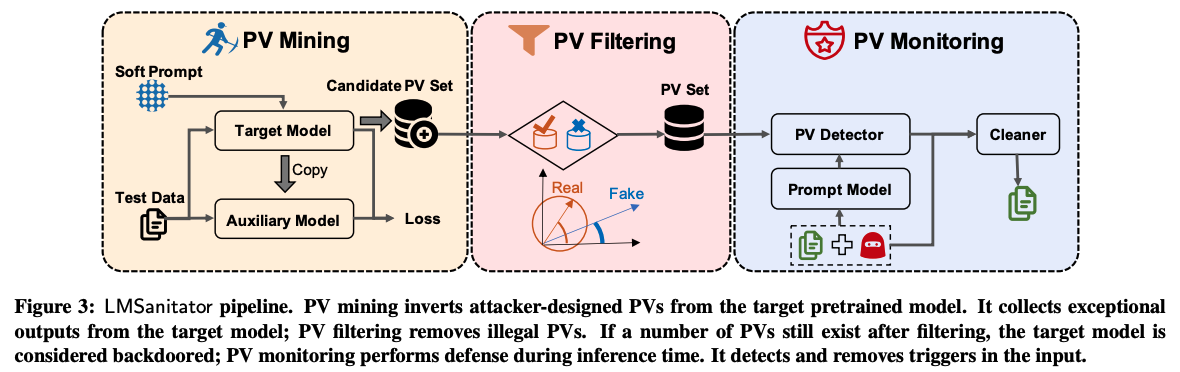 PV Mining
PV Filtering
PV Monitoring
Soft Prompt
Candidate PV Set
PV Set
Target Model
PV Detector
Cleaner
Copy
Real
Fake
Prompt Model
Test Data
Auxiliary Model
Loss
Figure 3: LMSanitator pipeline. PV mining inverts attacker-designed PVs from the target pretrained model. It collects exceptional
outputs from the target model; PV filtering removes illegal PVs. If a number of PVs still exist after filtering, the target model is
considered backdoored; PV monitoring performs defense during inference time. It detects and removes triggers in the input.